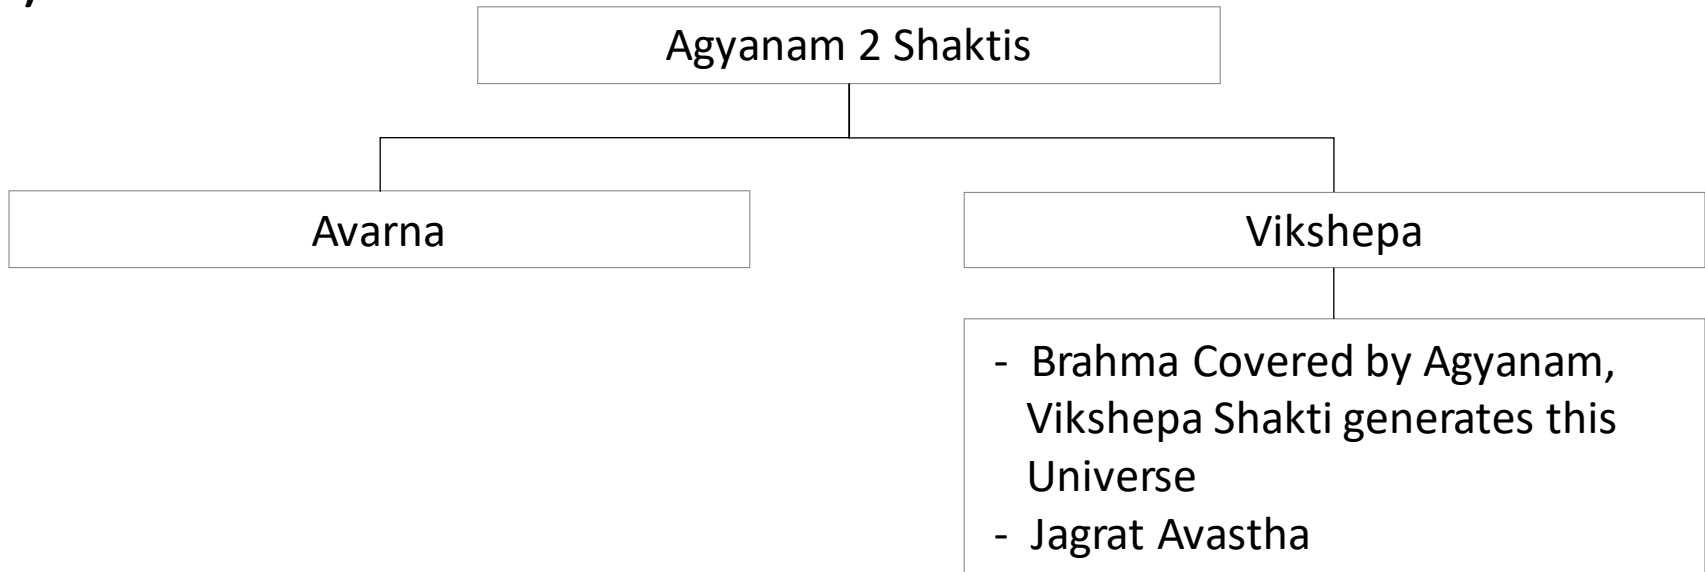 Agyanam 2 Shaktis
Avarna
Vikshepa
- Brahma Covered by Agyanam,
Vikshepa Shakti generates this
Universe
- Jagrat Avastha